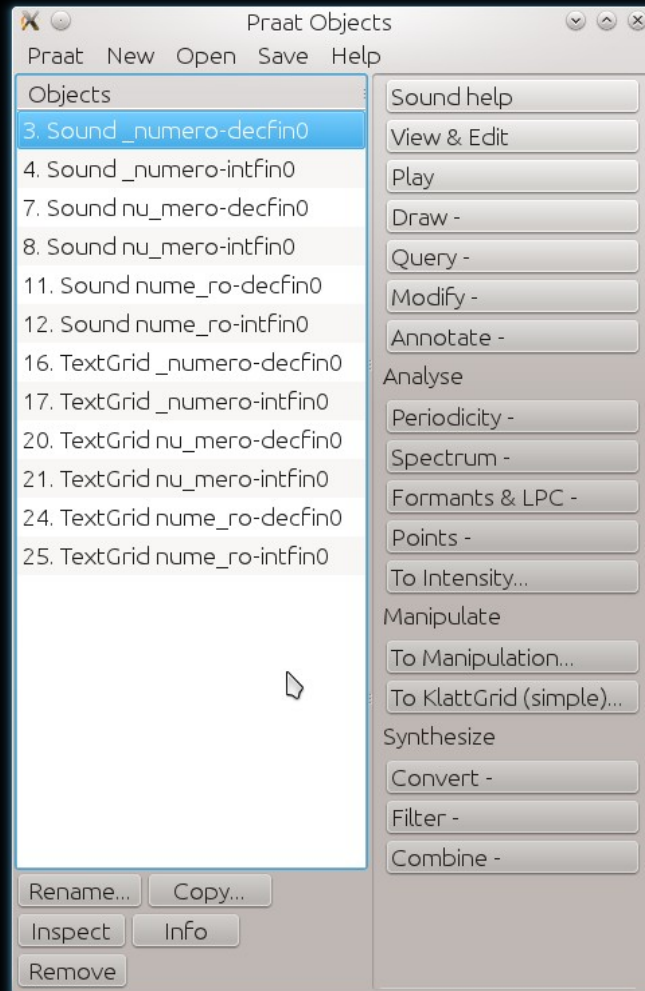 Praat Objects
Praat New Open Save Help
Objects
3. Sound _numero-decfin0
4. Sound _numero-intfin0
7. Sound nu_mero-decfin0
8. Sound nu_mero-intfin0
11. Sound nume_ro-decfin0
12. Sound nume_ro-intfin0
16. TextGrid _numero-decfin0
17. TextGrid _numero-intfin0
20. TextGrid nu_mero-decfin0
21. TextGrid nu_mero-intfin0
24. TextGrid nume_ro-decfin0
25. TextGrid nume_ro-intfin0
Rename... Copy...
Inspect Info
Remove
Sound help
View & Edit
Play
Draw -
Query -
Modify -
Annotate -
Analyse
Periodicity -
Spectrum -
Formants & LPC -
Points -
To Intensity...
Manipulate
To Manipulation...
To KlattGrid (simple)...
Synthesize
Convert -
Filter -
Combine -